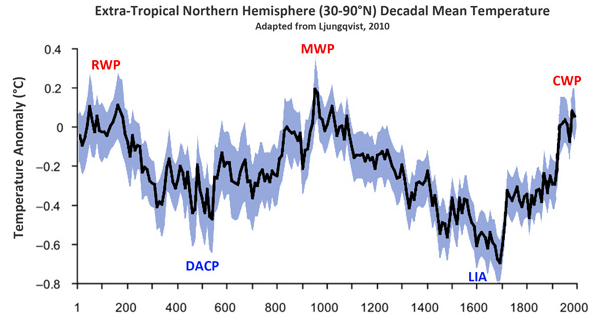 Extra-Tropical Northern Hemisphere (30-90°N) Decadal Mean Temperature
Adapted from Ljungqvist, 2010
Temperature Anomaly (°C)
0.4
0.2
0
−0.2
−0.4
−0.6
−0.8
RWP
MWP
CWP
DACP
LIA
1 200 400 600 800 1000 1200 1400 1600 1800 2000